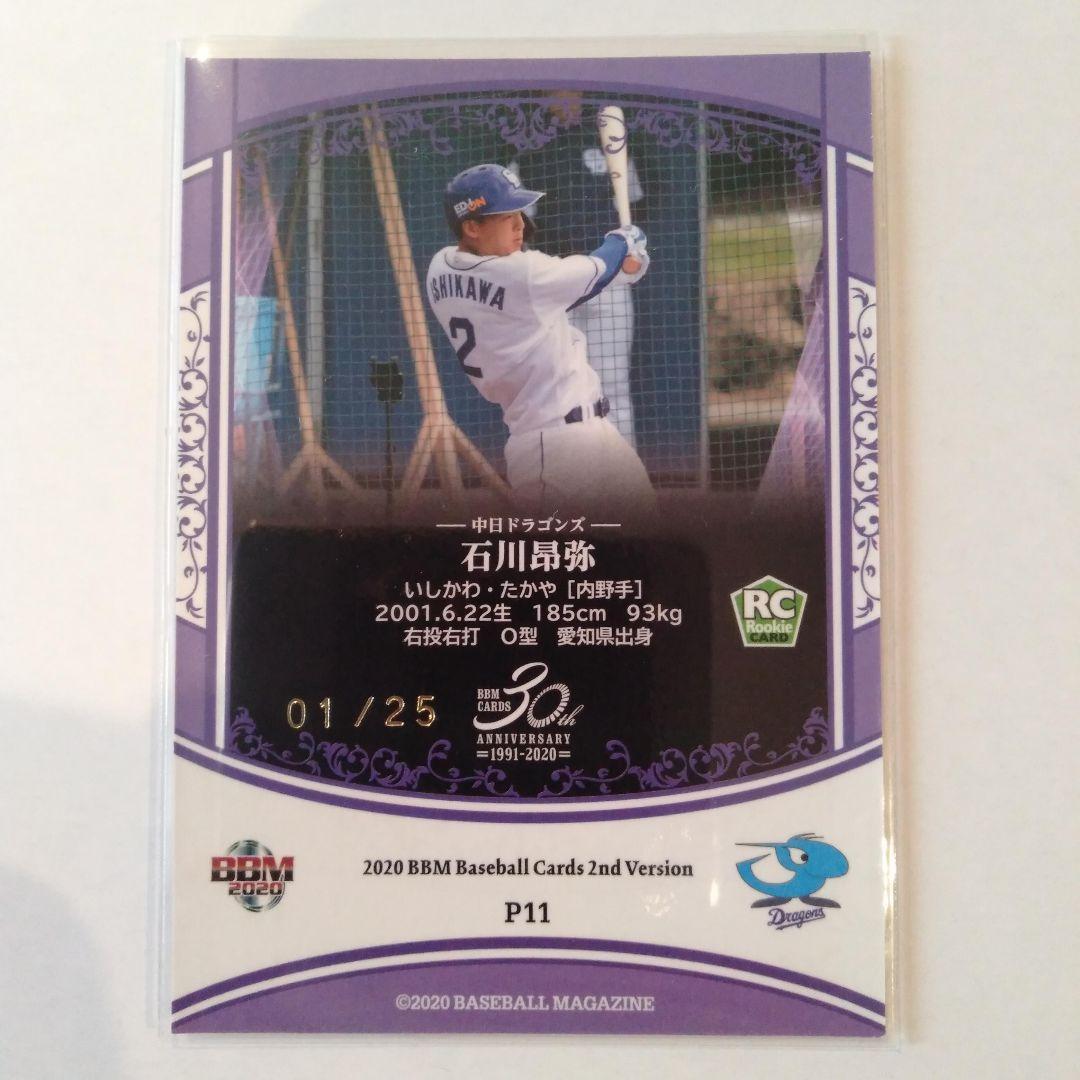 EDION
ISHIKAWA
2
中日ドラゴンズ
石川昂弥
いしかわ・たかや [内野手]
2001.6.22生 185cm 93kg
右投右打 O型 愛知県出身
RC
Rookie
CARD
01/25
BBM
CARDS
30th
ANNIVERSARY
=1991-2020=
BBM
2020
2020 BBM Baseball Cards 2nd Version
P11
Dragons
©2020 BASEBALL MAGAZINE